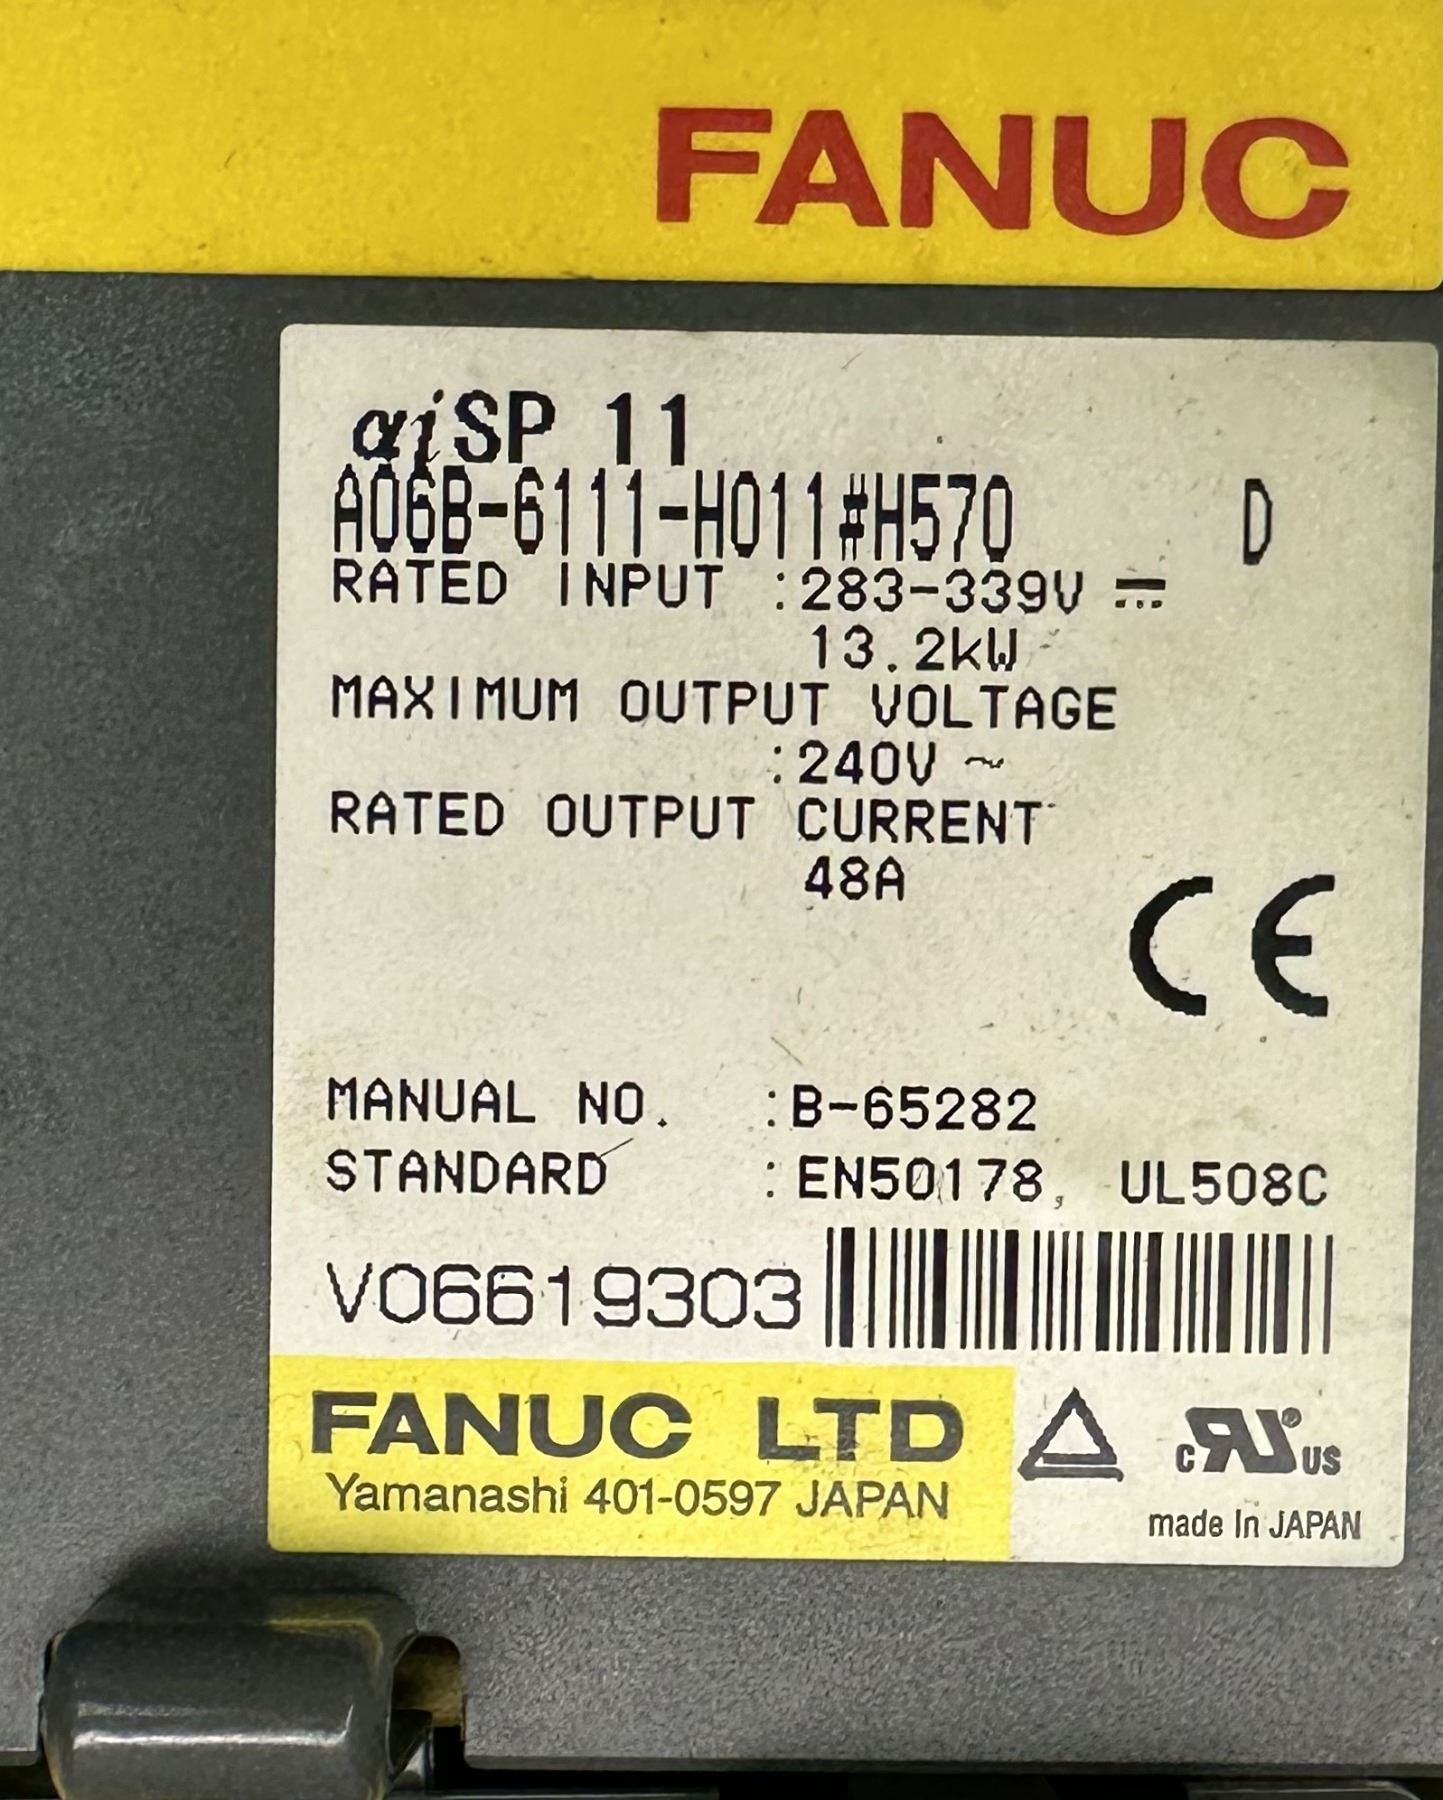 FANUC
αiSP 11
A06B-6111-H011#H570 D
RATED INPUT :283-339V ⎓
13.2kW
MAXIMUM OUTPUT VOLTAGE
:240V ~
RATED OUTPUT CURRENT
48A
CE
MANUAL NO. :B-65282
STANDARD :EN50178, UL508C
V06619303
FANUC LTD
Yamanashi 401-0597 JAPAN
c RU ® US
made in JAPAN